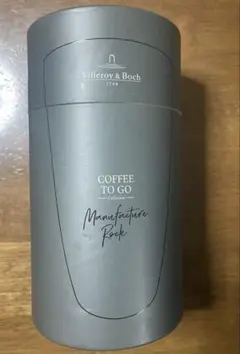 Villeroy & Boch
1748
COFFEE
TO GO
Collection
Manufacture
Rock